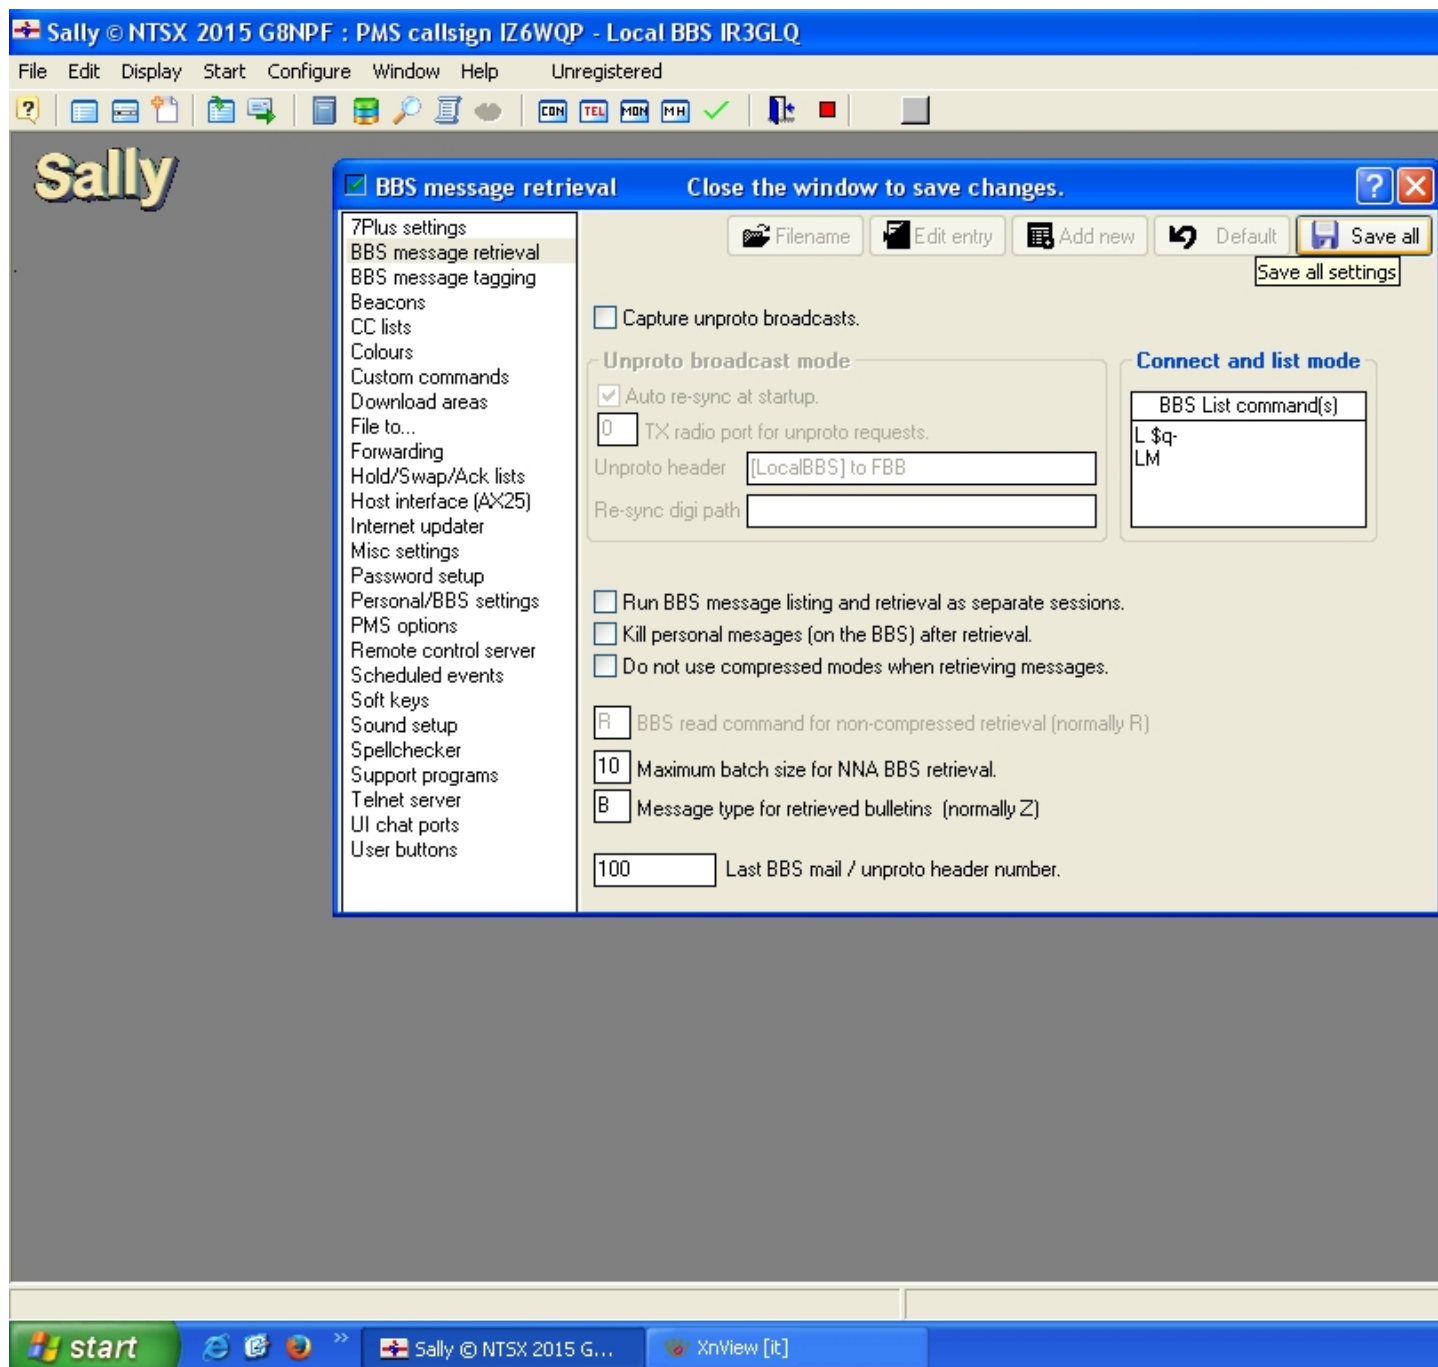 Sally © NTSX 2015 G8NPF : PMS callsign IZ6WQP - Local BBS IR3GLQ
File Edit Display Start Configure Window Help Unregistered
? CON TEL MON MH
Sally
BBS message retrieval Close the window to save changes. ?
7Plus settings
BBS message retrieval
BBS message tagging
Beacons
CC lists
Colours
Custom commands
Download areas
File to...
Forwarding
Hold/Swap/Ack lists
Host interface (AX25)
Internet updater
Misc settings
Password setup
Personal/BBS settings
PMS options
Remote control server
Scheduled events
Soft keys
Sound setup
Spellchecker
Support programs
Telnet server
UI chat ports
User buttons
Filename Edit entry Add new Default Save all
Save all settings
Capture unproto broadcasts.
Unproto broadcast mode
Auto re-sync at startup.
0 TX radio port for unproto requests.
Unproto header [LocalBBS] to FBB
Re-sync digi path
Connect and list mode
BBS List command(s)
L $q-
LM
Run BBS message listing and retrieval as separate sessions.
Kill personal mesages (on the BBS) after retrieval.
Do not use compressed modes when retrieving messages.
R BBS read command for non-compressed retrieval (normally R)
10 Maximum batch size for NNA BBS retrieval.
B Message type for retrieved bulletins (normally Z)
100 Last BBS mail / unproto header number.
start » Sally © NTSX 2015 G... XnView [it]